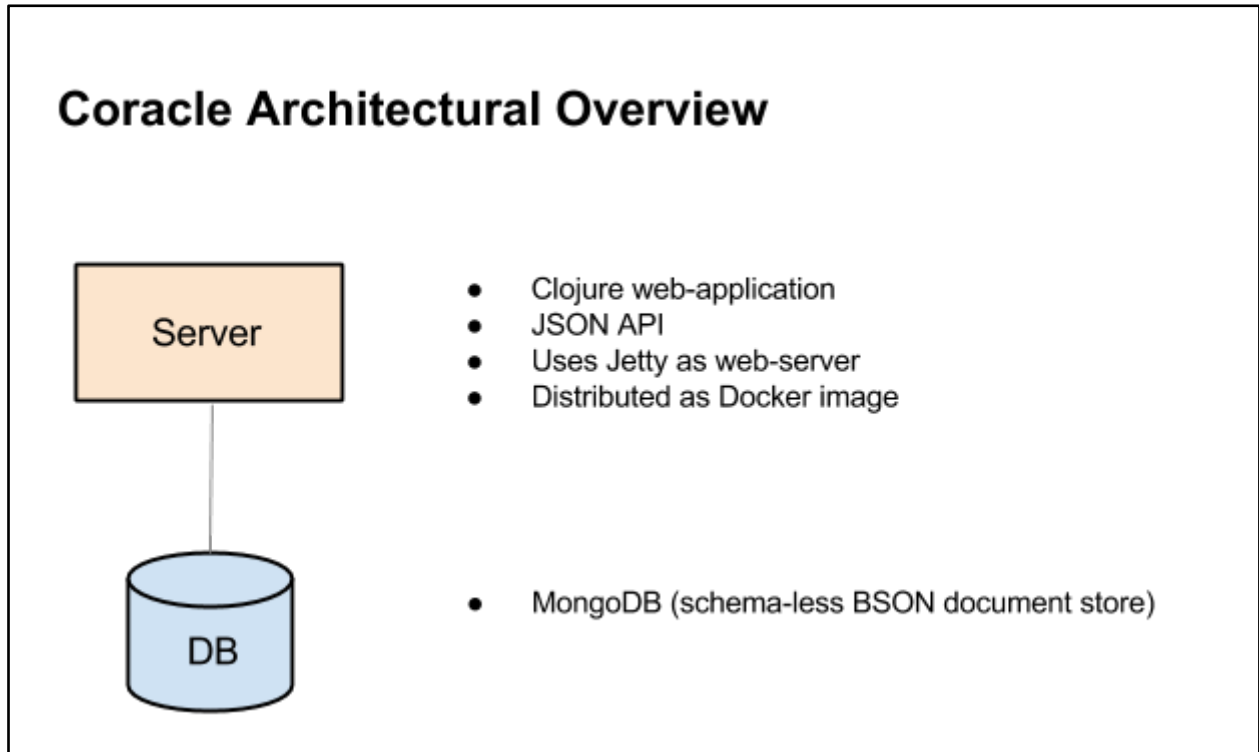 Coracle Architectural Overview
Server
● Clojure web-application
● JSON API
● Uses Jetty as web-server
● Distributed as Docker image
DB
● MongoDB (schema-less BSON document store)